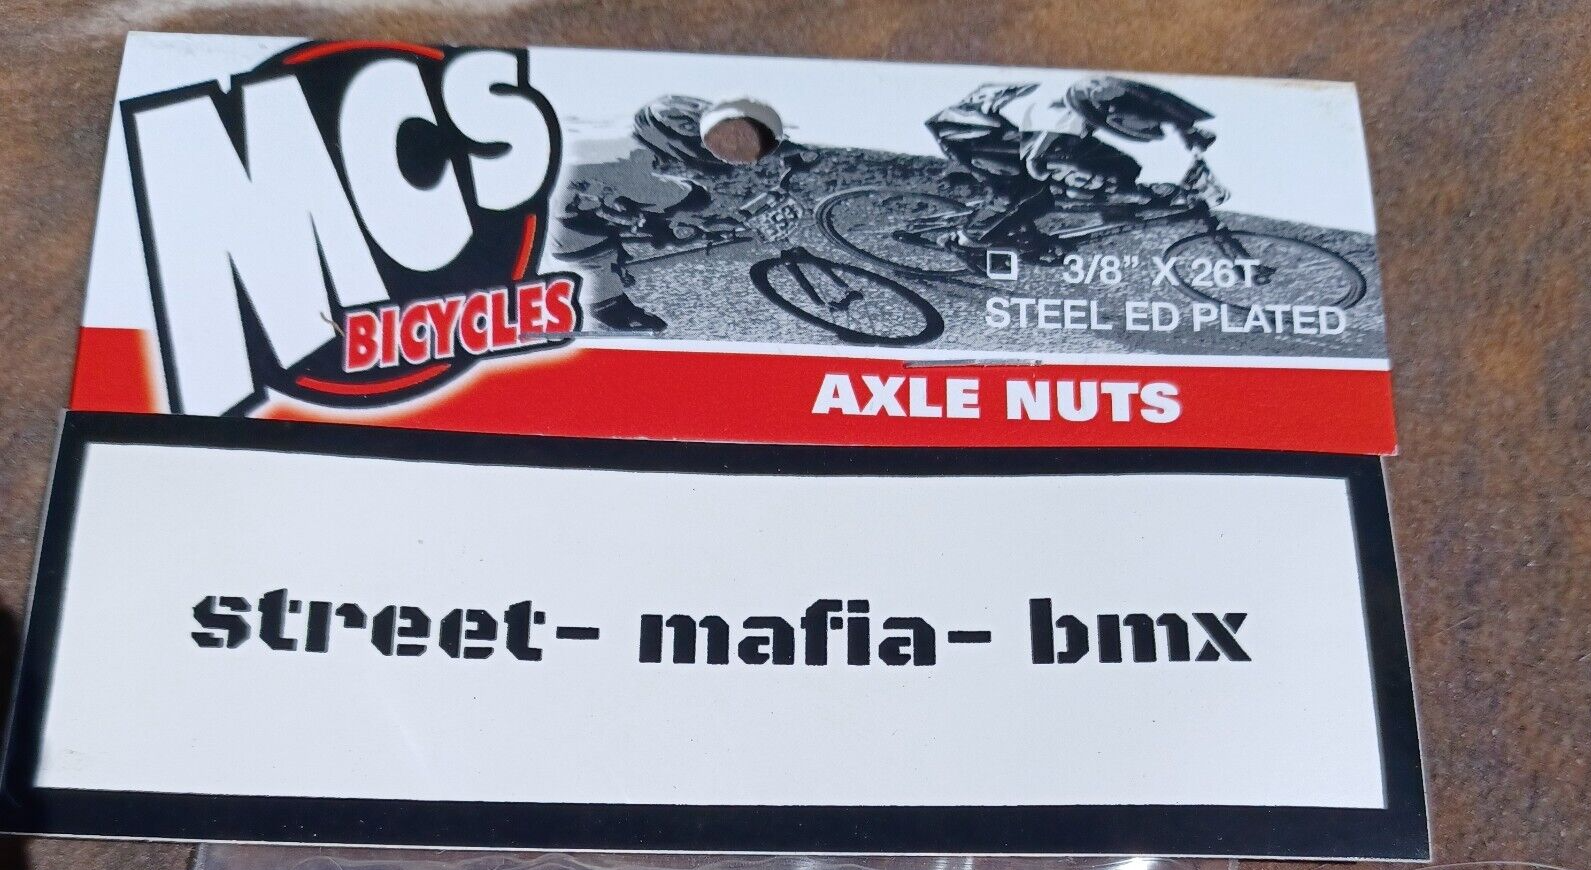 MCS
BICYCLES
3/8” X 26T
STEEL ED PLATED
AXLE NUTS
street- mafia- bmx